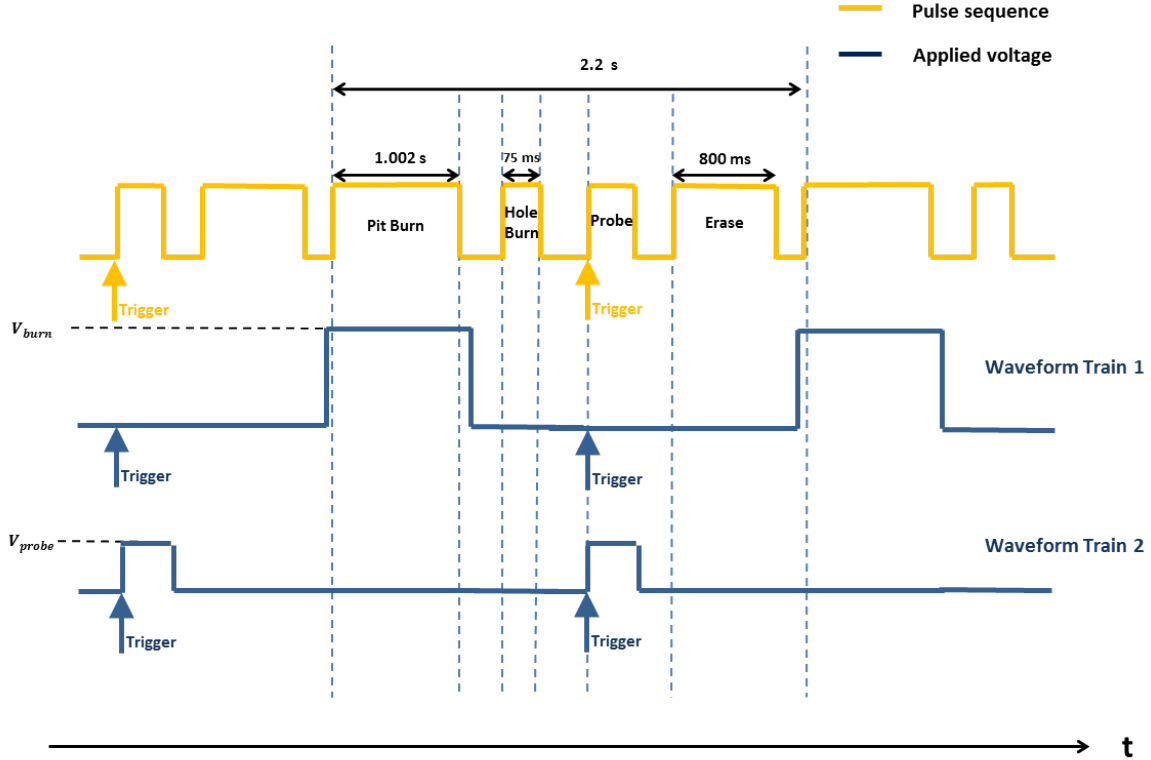 Pulse sequence
Applied voltage
2.2 s
1.002 s
75 ms
800 ms
Pit Burn
Hole
Burn
Probe
Erase
Trigger
Trigger
V_burn
Waveform Train 1
Trigger
Trigger
V_probe
Waveform Train 2
Trigger
Trigger
t